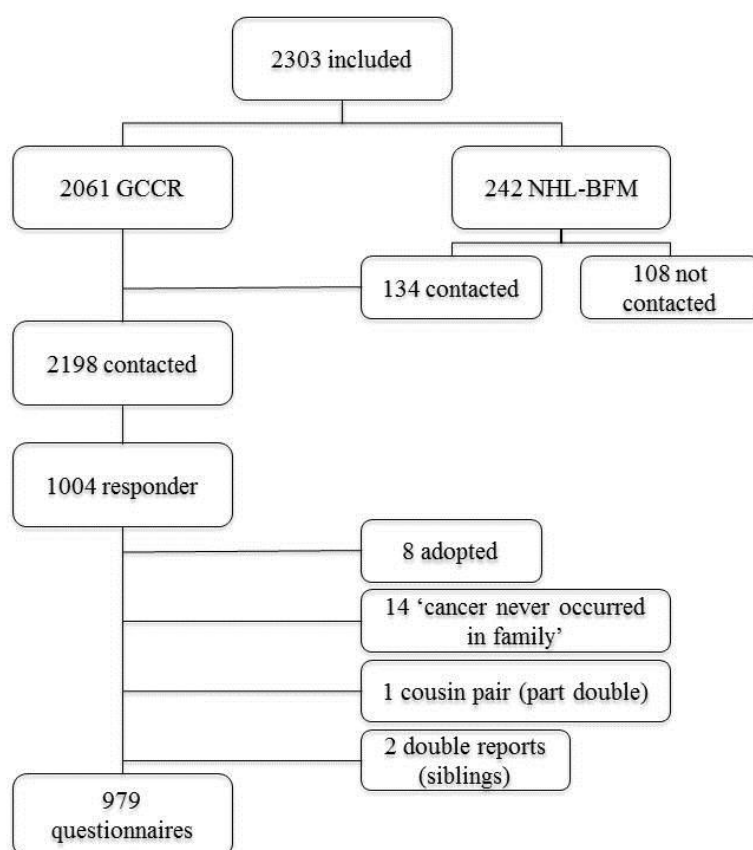 2303 included
2061 GCCR
242 NHL-BFM
134 contacted
108 not
contacted
2198 contacted
1004 responder
8 adopted
14 ‘cancer never occurred
in family’
1 cousin pair (part double)
2 double reports
(siblings)
979
questionnaires